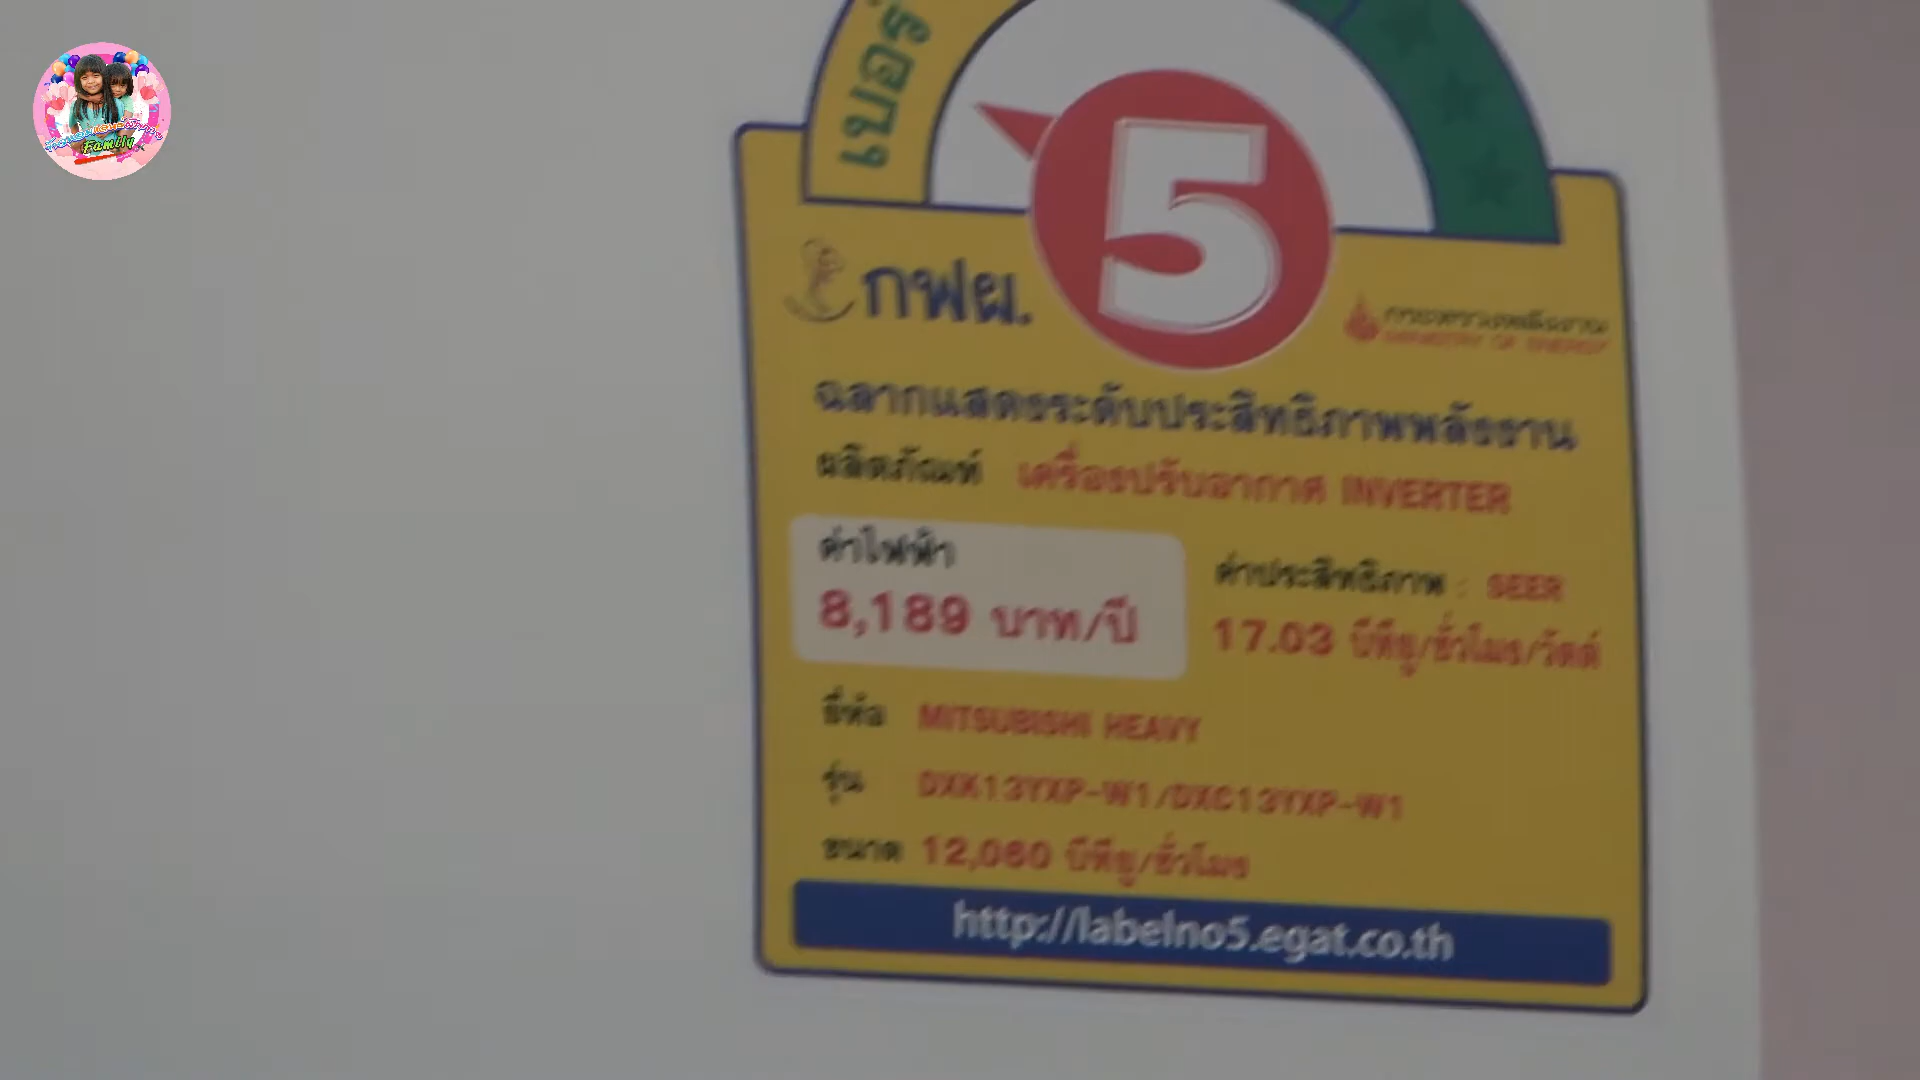 เบอร์
5
กฟผ.
กระทรวงพลังงาน
MINISTRY OF ENERGY
ฉลากแสดงระดับประสิทธิภาพพลังงาน
ผลิตภัณฑ์ เครื่องปรับอากาศ INVERTER
ค่าไฟฟ้า
8,189 บาท/ปี
ค่าประสิทธิภาพ : SEER
17.03 บีทียู/ชั่วโมง/วัตต์
ยี่ห้อ MITSUBISHI HEAVY
รุ่น DXK13YXP-W1/DXC13YXP-W1
ขนาด 12,060 บีทียู/ชั่วโมง
http://labelno5.egat.co.th
Family